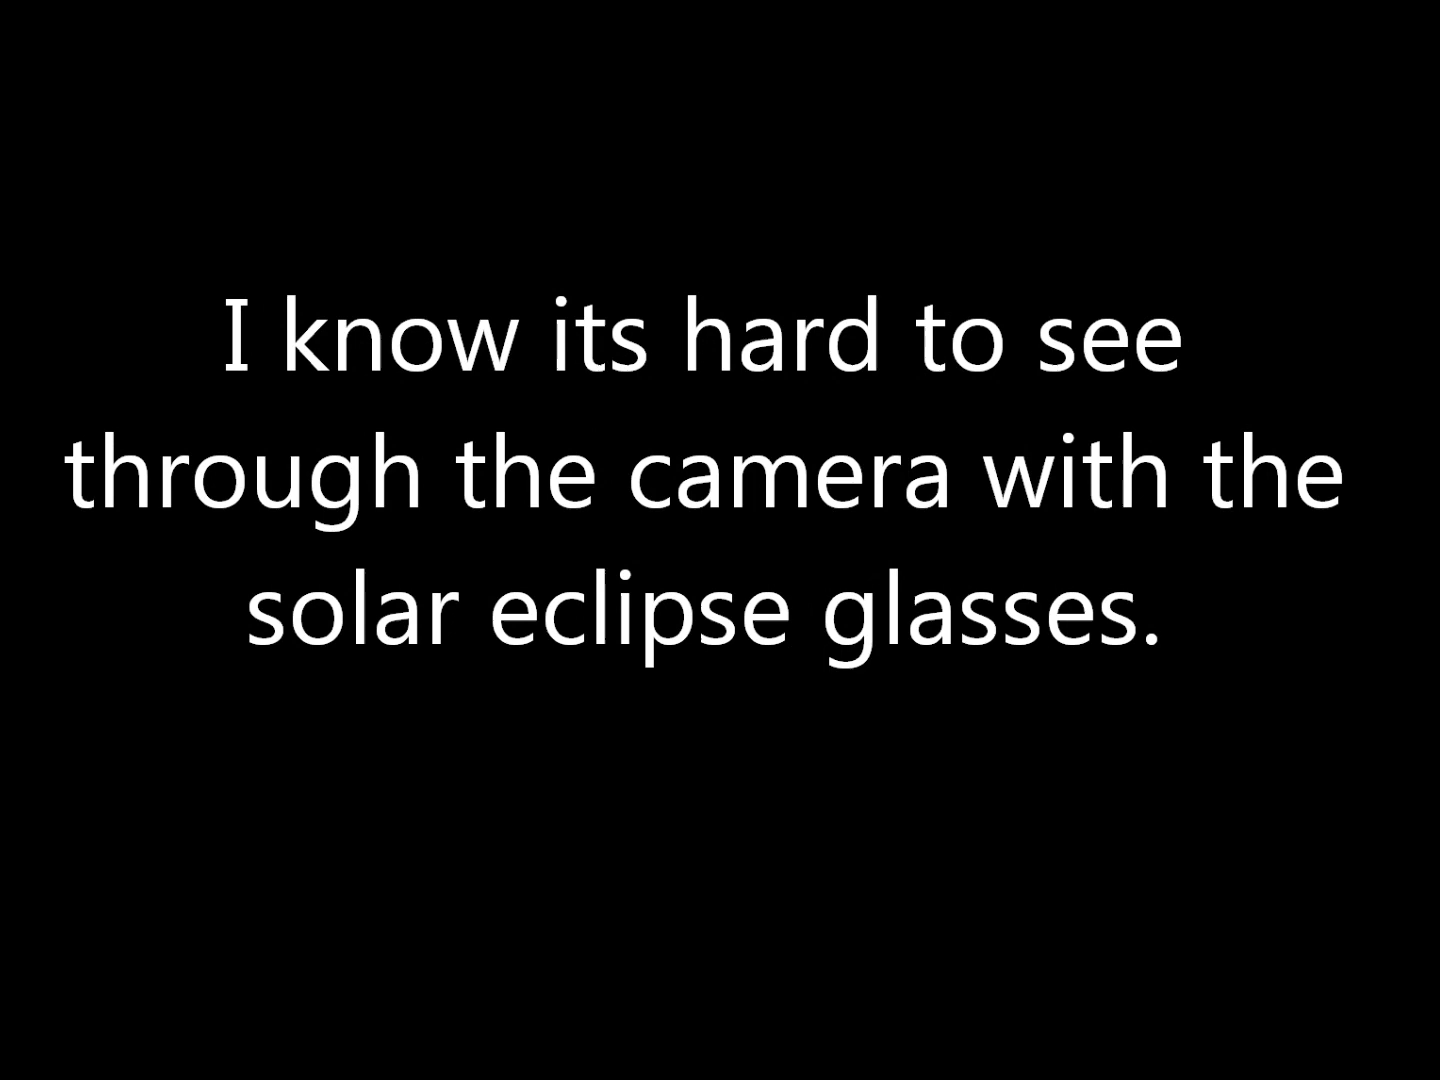 I know its hard to see
through the camera with the
solar eclipse glasses.